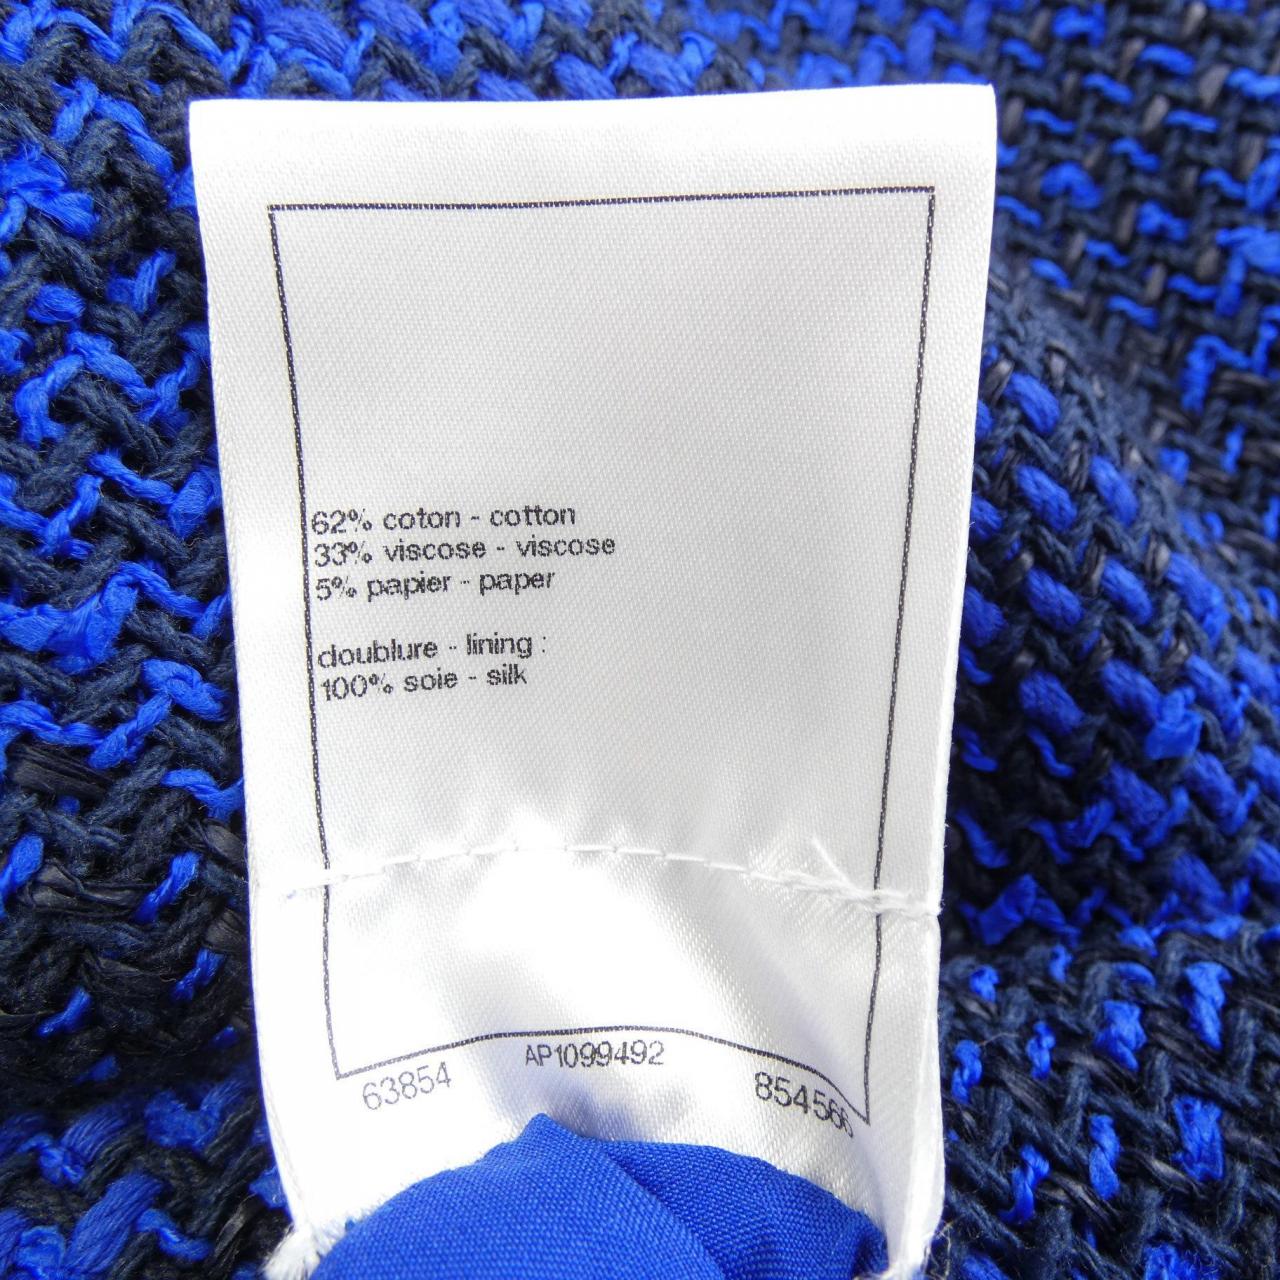 62% coton - cotton
33% viscose - viscose
5% papier - paper
doublure - lining :
100% soie - silk
63854 AP1099492 854566